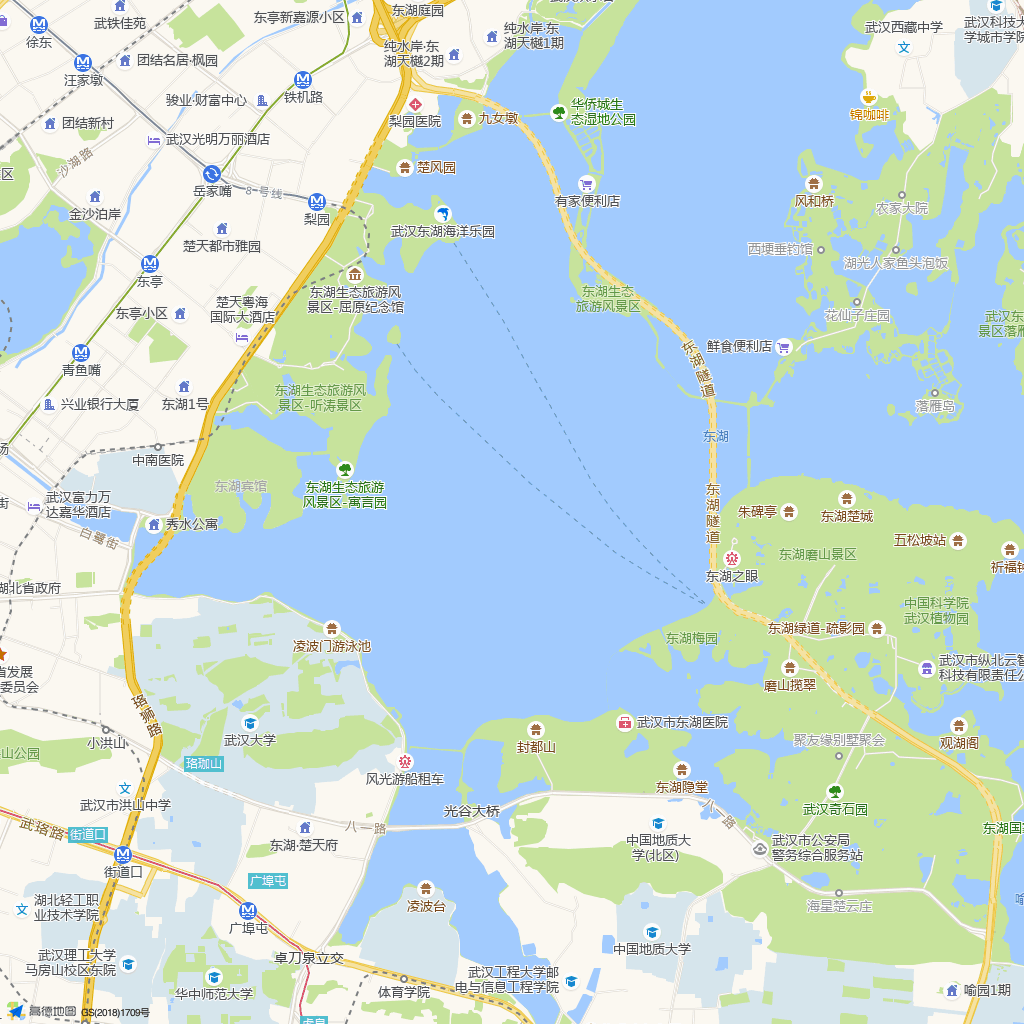 武铁佳苑
东亭新嘉源小区
东湖庭园
徐东
纯水岸·东
湖天樾2期
纯水岸·东
湖天樾1期
武汉西藏中学
武汉科技大
学城市学院
团结名居·枫园
汪家墩
铁机路
骏业·财富中心
锦咖啡
华侨城生
态湿地公园
梨园医院
九女墩
团结新村
武汉光明万丽酒店
沙湖路
楚风园
区
岳家嘴
8号线
梨园
有家便利店
风和桥
农家大院
金沙泊岸
武汉东湖海洋乐园
楚天都市雅园
西埂垂钓馆
湖光人家鱼头泡饭
东亭
东湖生态旅游风
景区-屈原纪念馆
东湖生态
旅游风景区
楚天粤海
国际大酒店
东亭小区
花仙子庄园
武汉东
景区落雁
青鱼嘴
鲜食便利店
东湖隧道
东湖1号
东湖生态旅游风
景区-听涛景区
兴业银行大厦
落雁岛
东湖
场
中南医院
东湖宾馆
东湖生态旅游
风景区-寓言园
武汉富力万
达嘉华酒店
街
东湖隧道
朱碑亭
东湖楚城
秀水公寓
白鹭街
五松坡站
东湖磨山景区
祈福钟
东湖之眼
湖北省政府
中国科学院
武汉植物园
东湖绿道-疏影园
东湖梅园
凌波门游泳池
武汉市纵北云智
科技有限责任公
省发展
委员会
磨山揽翠
珞狮路
武汉大学
小洪山
封都山
武汉市东湖医院
聚友缘别墅聚会
观湖阁
山公园
珞珈山
风光游船租车
东湖隐堂
武汉市洪山中学
光谷大桥
八一路
八一路
武汉奇石园
武珞路
街道口
东湖·楚天府
中国地质大
学(北区)
武汉市公安局
警务综合服务站
东湖国
街道口
广埠屯
凌波台
海星楚云庄
湖北轻工职
业技术学院
广埠屯
喻
中国地质大学
武汉理工大学
马房山校区东院
卓刀泉立交
武汉工程大学邮
电与信息工程学院
华中师范大学
体育学院
喻园1期
高德地图
GS(2018)1709号